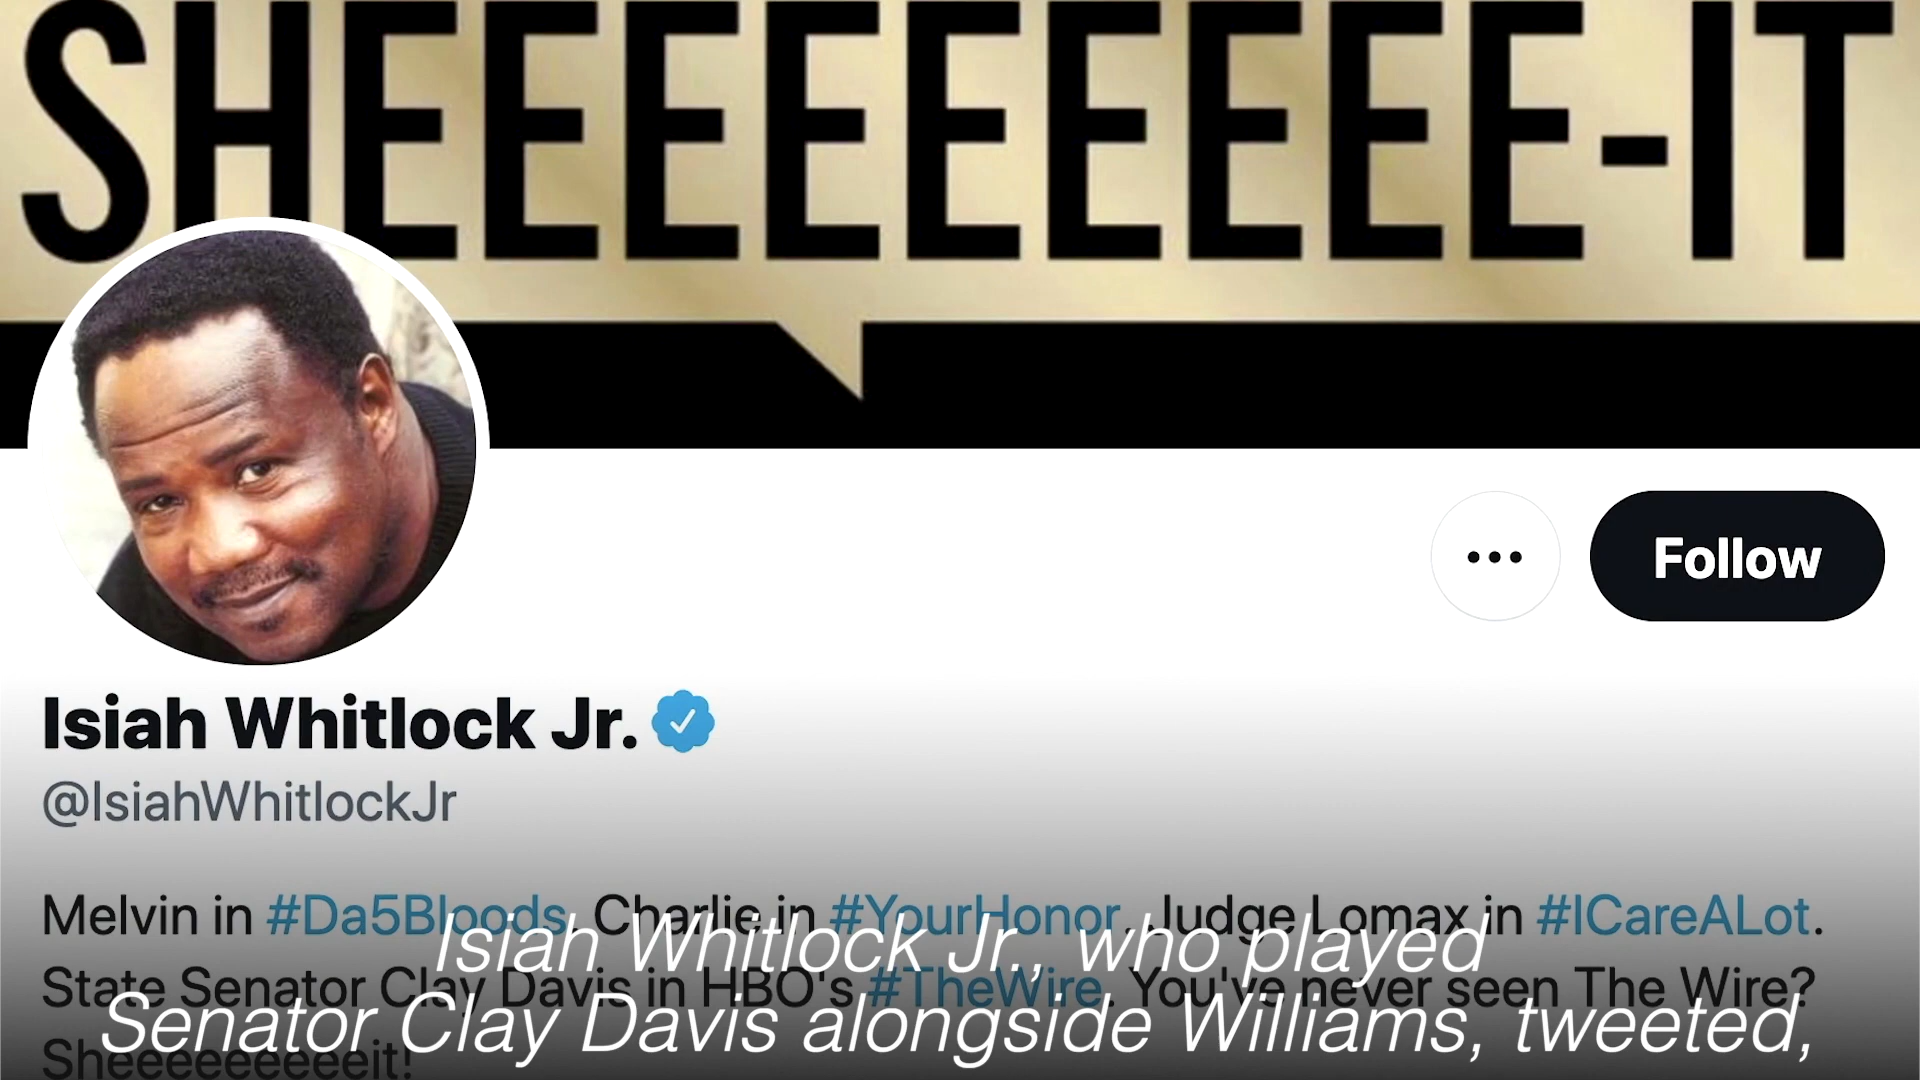 SHEEEEEEEEE-IT
Follow
Isiah Whitlock Jr.
@IsiahWhitlockJr
Melvin in #Da5Bloods. Charlie in #YourHonor. Judge Lomax in #ICareALot.
State Senator Clay Davis in HBO's #TheWire. You've never seen The Wire?
Sheeeeeeeeeit!
Isiah Whitlock Jr., who played
Senator Clay Davis alongside Williams, tweeted,